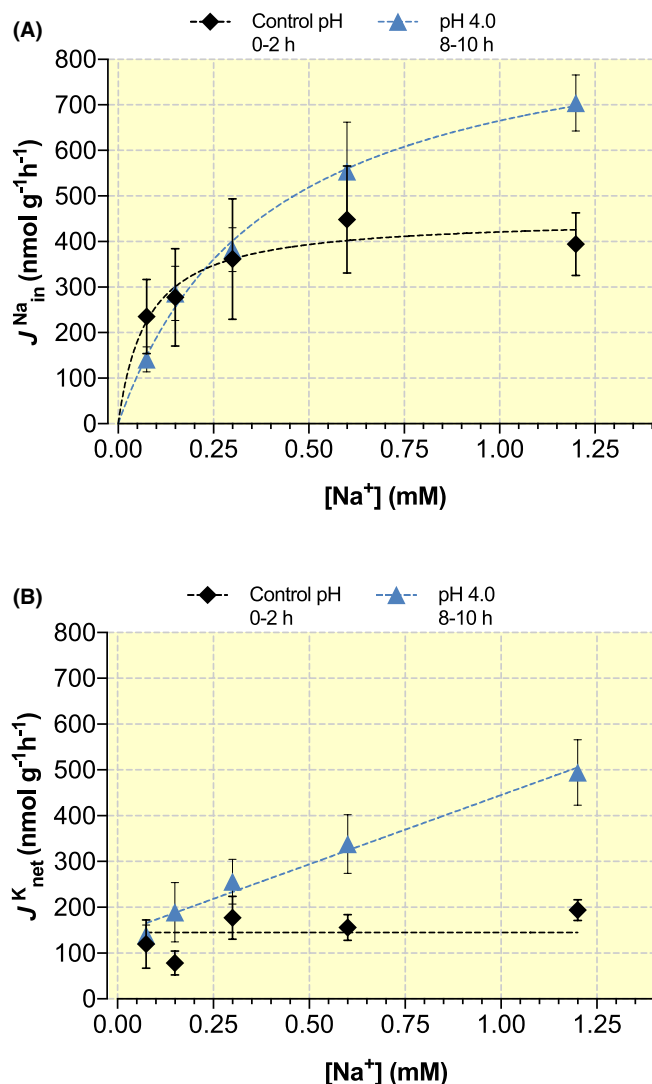 (A)
Control pH
0-2 h
pH 4.0
8-10 h
800
700
600
500
400
300
200
100
0
J Na in (nmol g⁻¹h⁻¹)
0.00 0.25 0.50 0.75 1.00 1.25
[Na⁺] (mM)
(B)
Control pH
0-2 h
pH 4.0
8-10 h
800
700
600
500
400
300
200
100
0
J K net (nmol g⁻¹h⁻¹)
0.00 0.25 0.50 0.75 1.00 1.25
[Na⁺] (mM)